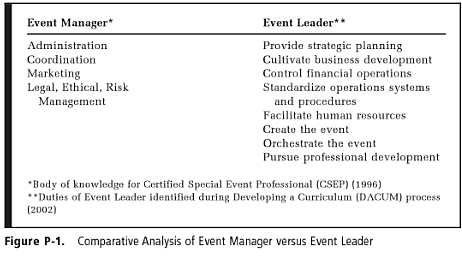 Event Manager* Event Leader**
Administration Provide strategic planning
Coordination Cultivate business development
Marketing Control financial operations
Legal, Ethical, Risk Standardize operations systems
Management and procedures
Facilitate human resources
Create the event
Orchestrate the event
Pursue professional development
*Body of knowledge for Certified Special Event Professional (CSEP) (1996)
**Duties of Event Leader identified during Developing a Curriculum (DACUM) process
(2002)
Figure P-1. Comparative Analysis of Event Manager versus Event Leader